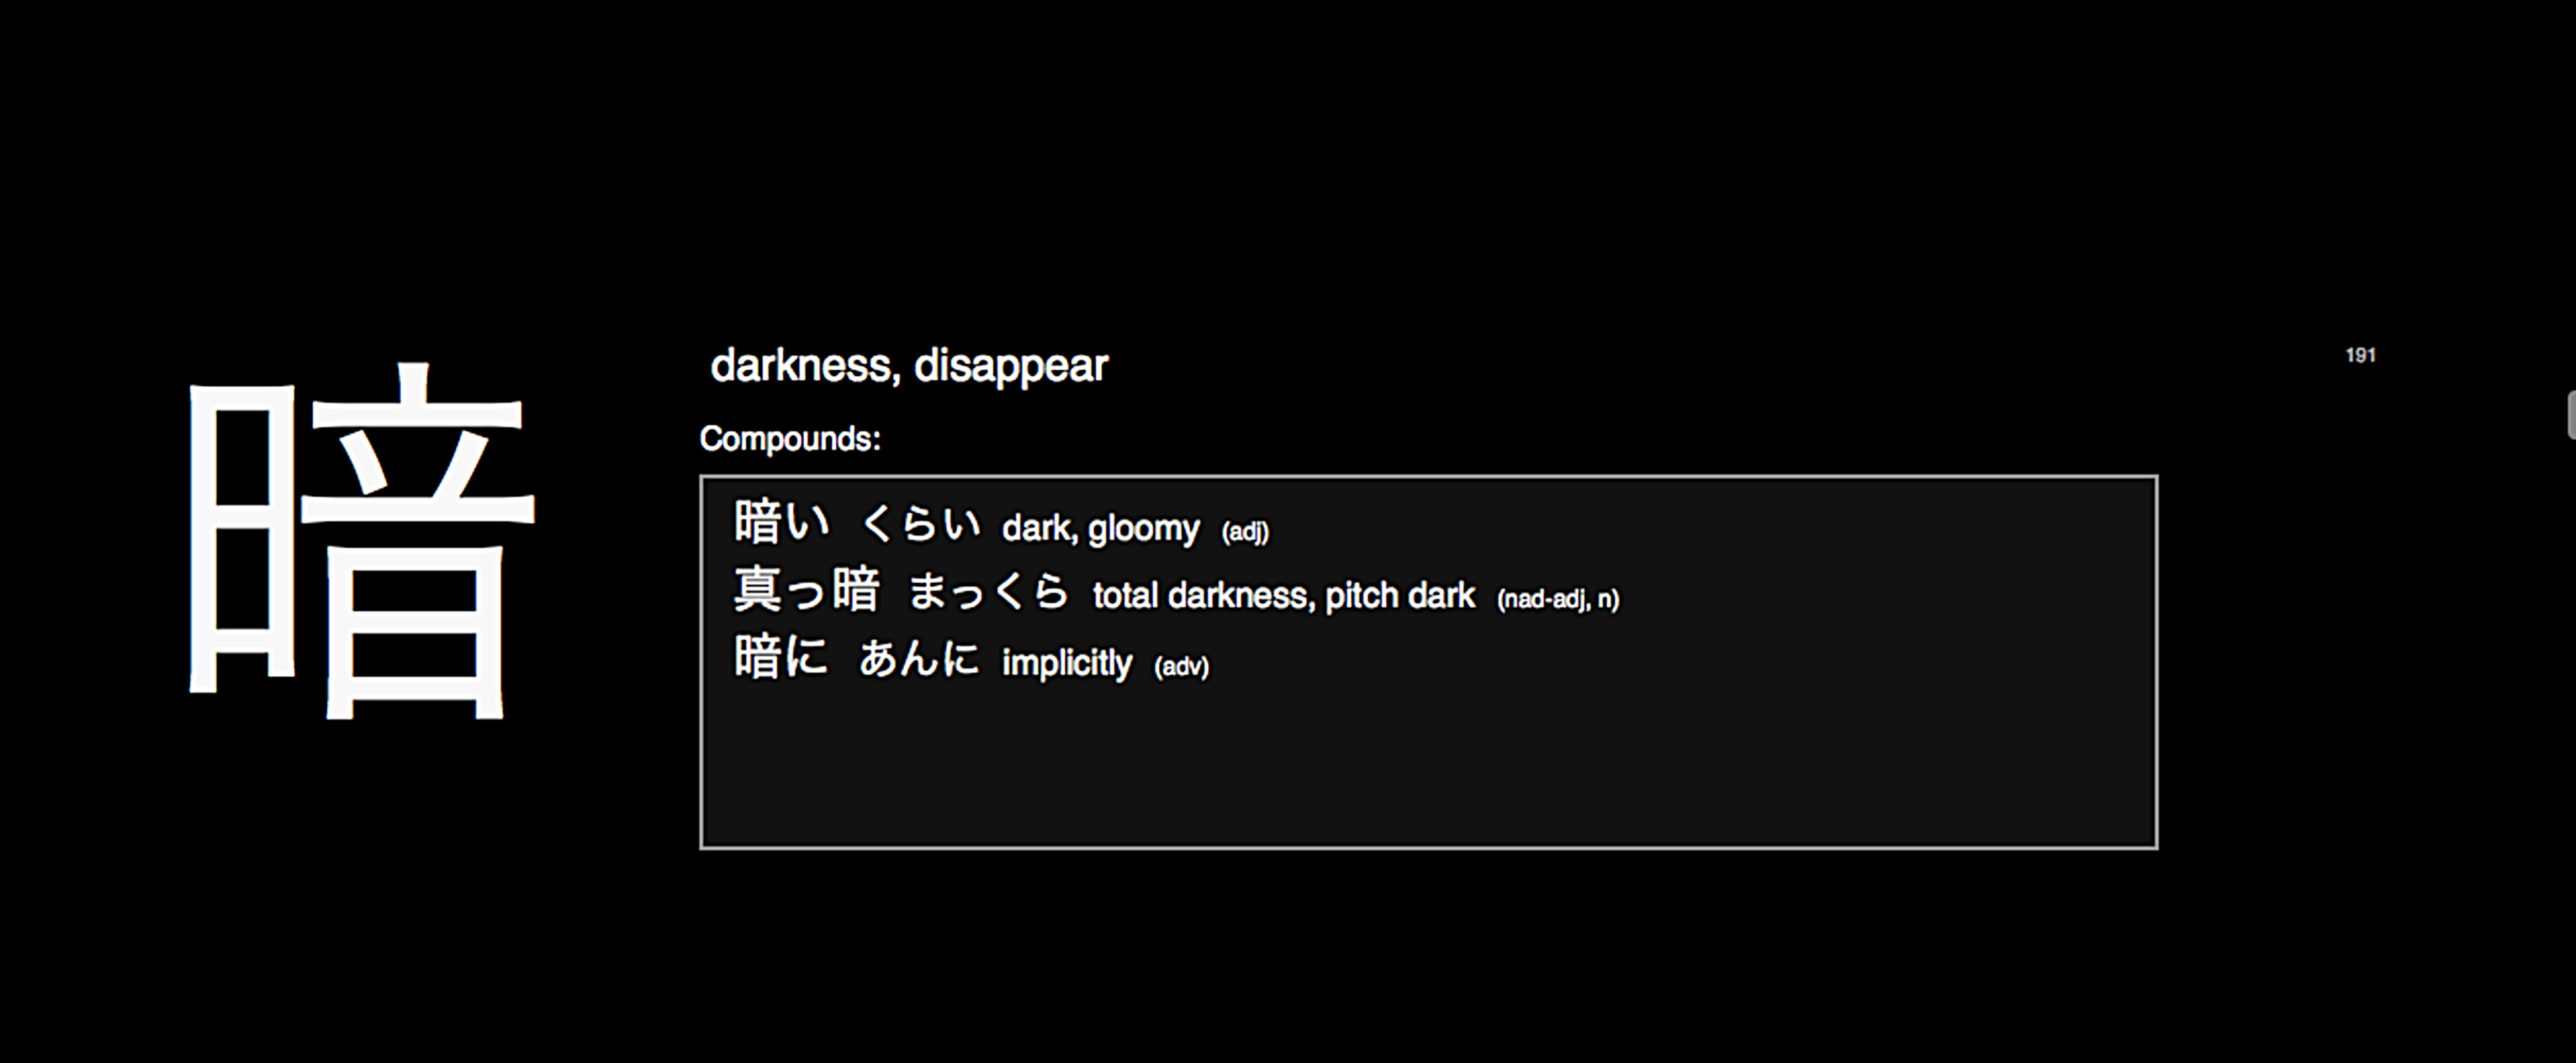 暗
darkness, disappear
191
Compounds:
暗い くらい dark, gloomy (adj)
真っ暗 まっくら total darkness, pitch dark (nad-adj, n)
暗に あんに implicitly (adv)